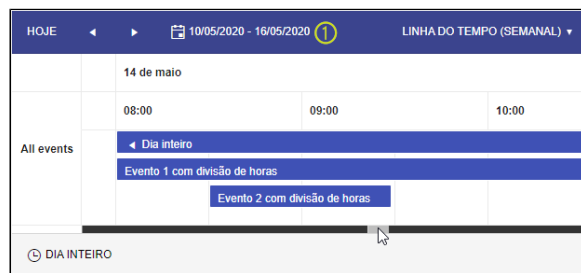 HOJE 10/05/2020 - 16/05/2020 1 LINHA DO TEMPO (SEMANAL)
14 de maio
08:00 09:00 10:00
All events
Dia inteiro
Evento 1 com divisão de horas
Evento 2 com divisão de horas
DIA INTEIRO